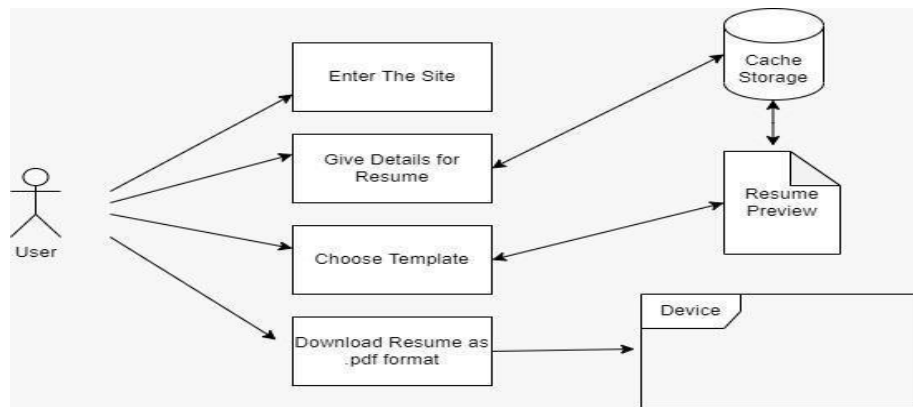 Enter The Site
Cache
Storage
Give Details for
Resume
Resume
Preview
User
Choose Template
Device
Download Resume as
.pdf format